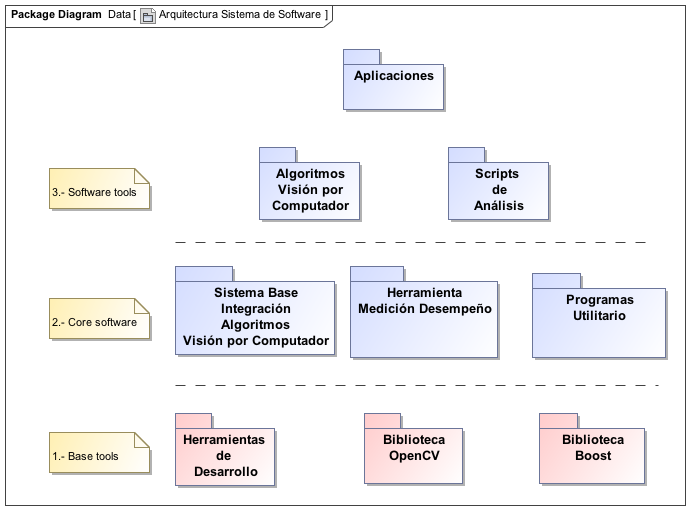 Package Diagram Data [ Arquitectura Sistema de Software ]
Aplicaciones
3.- Software tools
Algoritmos
Visión por
Computador
Scripts
de
Análisis
2.- Core software
Sistema Base
Integración
Algoritmos
Visión por Computador
Herramienta
Medición Desempeño
Programas
Utilitario
1.- Base tools
Herramientas
de
Desarrollo
Biblioteca
OpenCV
Biblioteca
Boost